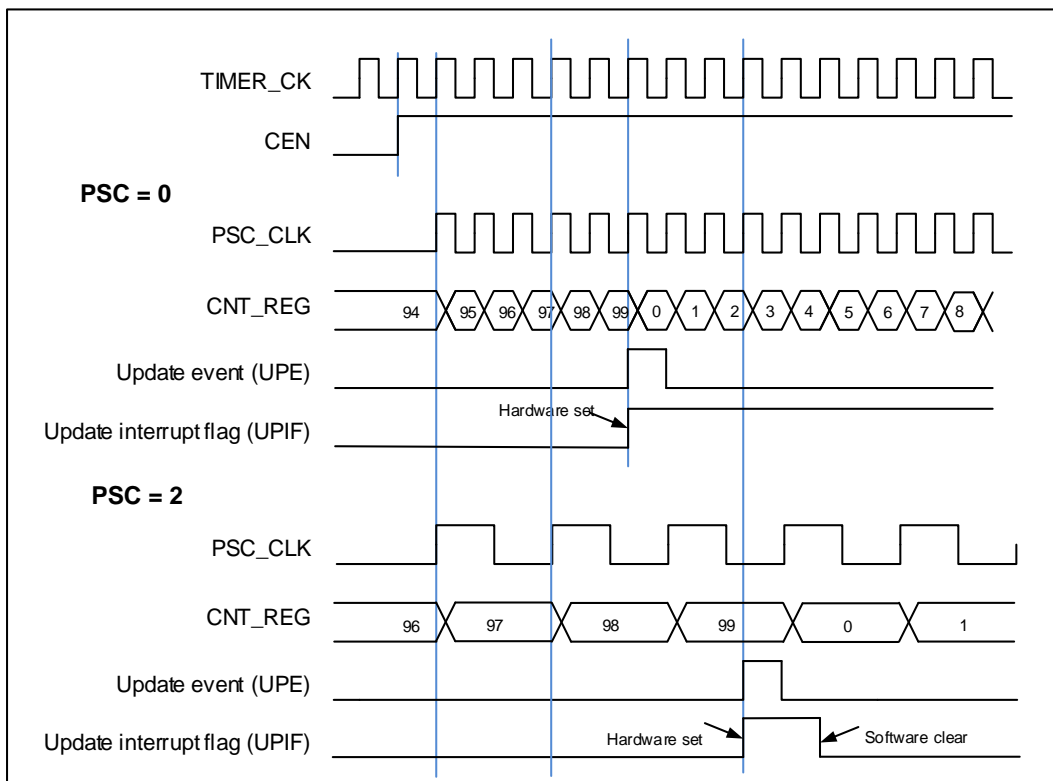 TIMER_CK
CEN
PSC = 0
PSC_CLK
CNT_REG 94 95 96 97 98 99 0 1 2 3 4 5 6 7 8
Update event (UPE)
Hardware set
Update interrupt flag (UPIF)
PSC = 2
PSC_CLK
CNT_REG 96 97 98 99 0 1
Update event (UPE)
Update interrupt flag (UPIF) Hardware set Software clear